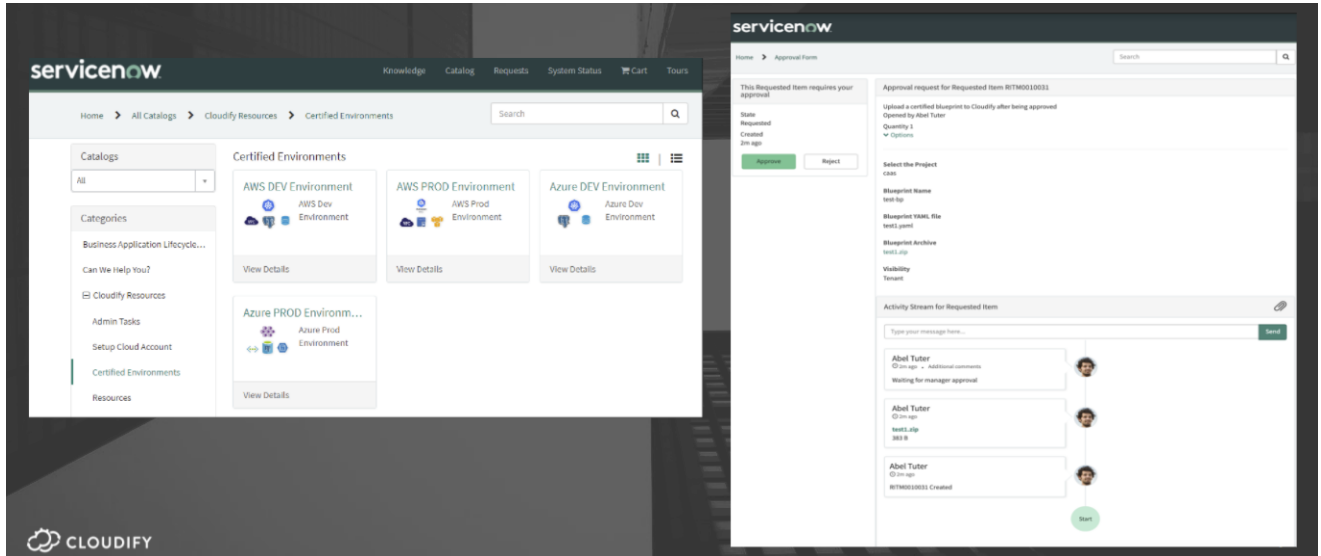 servicenow
Knowledge Catalog Requests System Status Cart Tours
Home All Catalogs Cloudify Resources Certified Environments
Search
Catalogs
All
Categories
Business Application Lifecycle...
Can We Help You?
Cloudify Resources
Admin Tasks
Setup Cloud Account
Certified Environments
Resources
Certified Environments
AWS DEV Environment
AWS Dev
Environment
View Details
AWS PROD Environment
AWS Prod
Environment
View Details
Azure DEV Environment
Azure Dev
Environment
View Details
Azure PROD Environm...
Azure Prod
Environment
View Details
servicenow
Home Approval Form
Search
This Requested Item requires your
approval
State
Requested
Created
2m ago
Approve Reject
Approval request for Requested Item RITM0010031
Upload a certified blueprint to Cloudify after being approved
Opened by Abel Tuter
Quantity 1
Options
Select the Project
CAAS
Blueprint Name
test-bp
Blueprint YAML file
test1.yaml
Blueprint Archive
test1.zip
Visibility
Tenant
Activity Stream for Requested Item
Type your message here...
Send
Abel Tuter
2m ago • Additional comments
Waiting for manager approval
Abel Tuter
2m ago
test1.zip
383 B
Abel Tuter
2m ago
RITM0010031 Created
Start
CLOUDIFY